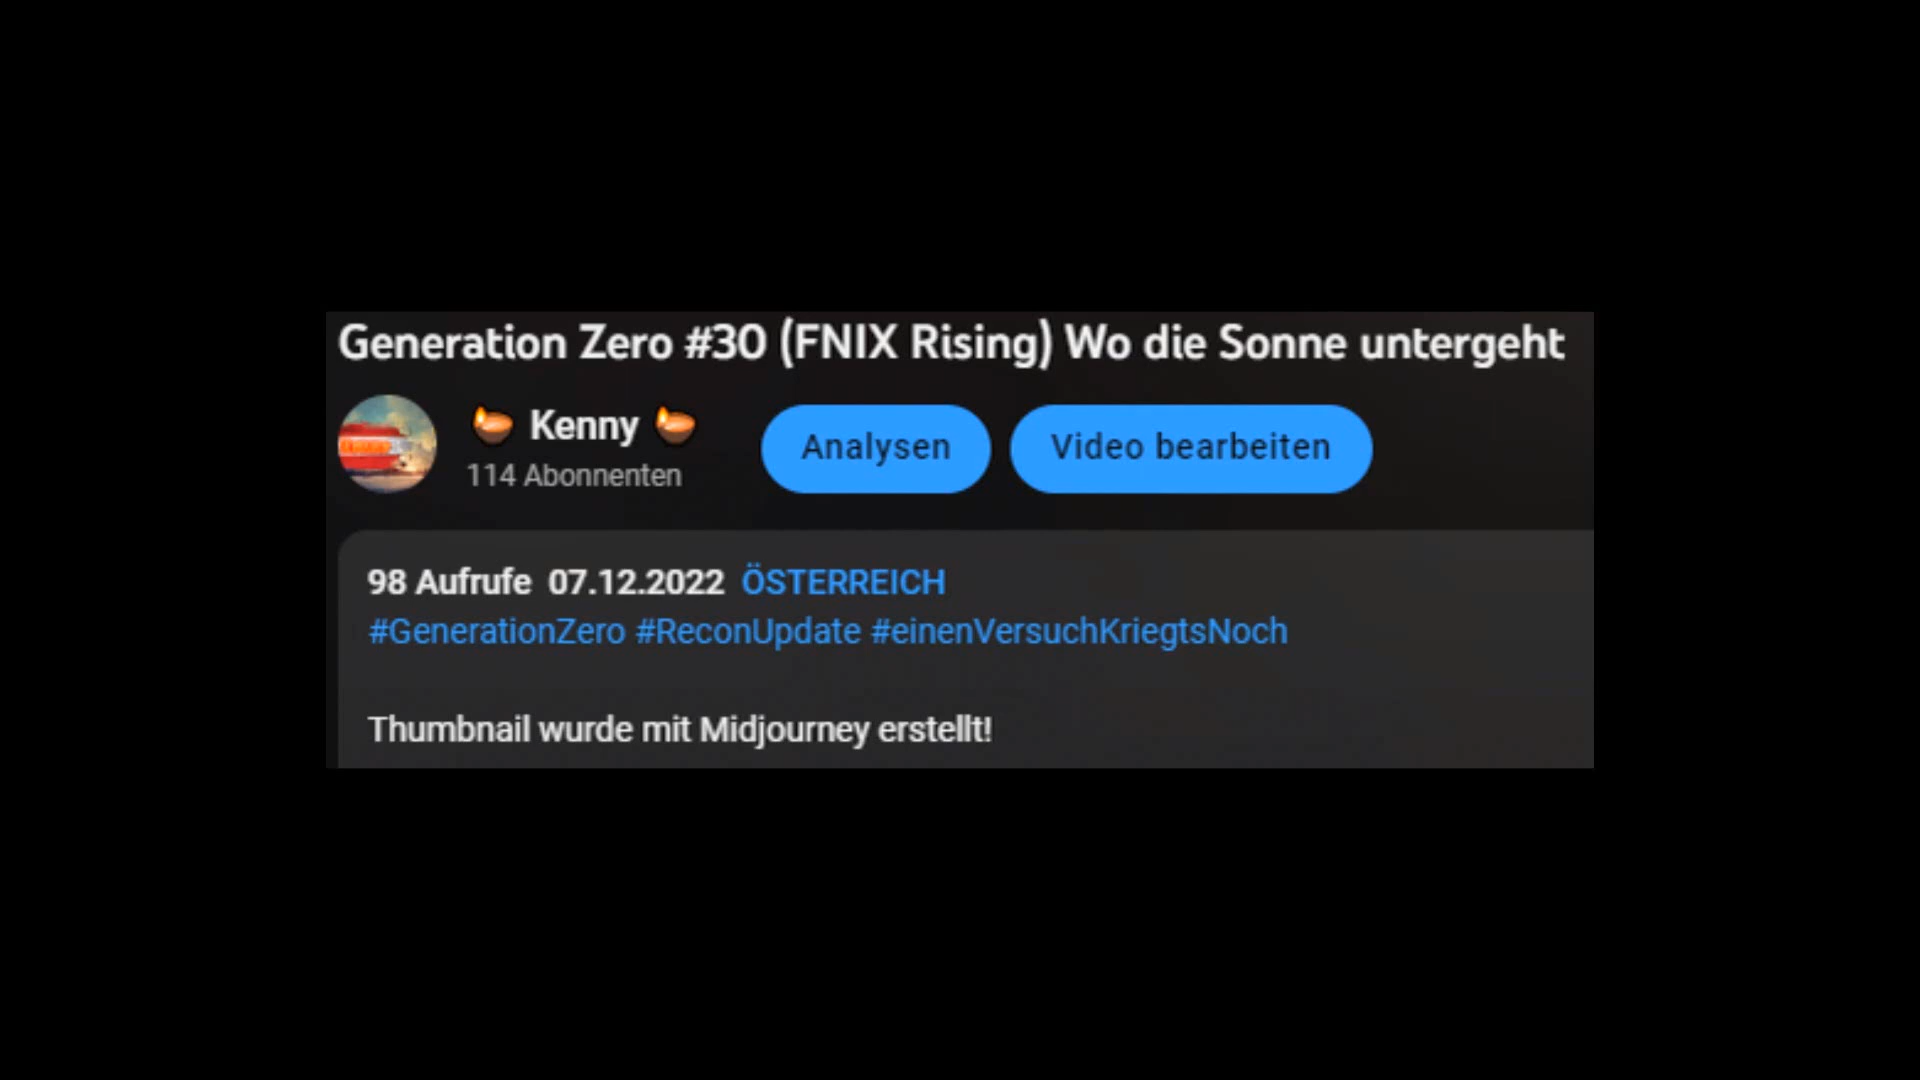 Generation Zero #30 (FNIX Rising) Wo die Sonne untergeht
🪔 Kenny 🪔
114 Abonnenten
Analysen
Video bearbeiten
98 Aufrufe 07.12.2022 ÖSTERREICH
#GenerationZero #ReconUpdate #einenVersuchKriegtsNoch
Thumbnail wurde mit Midjourney erstellt!